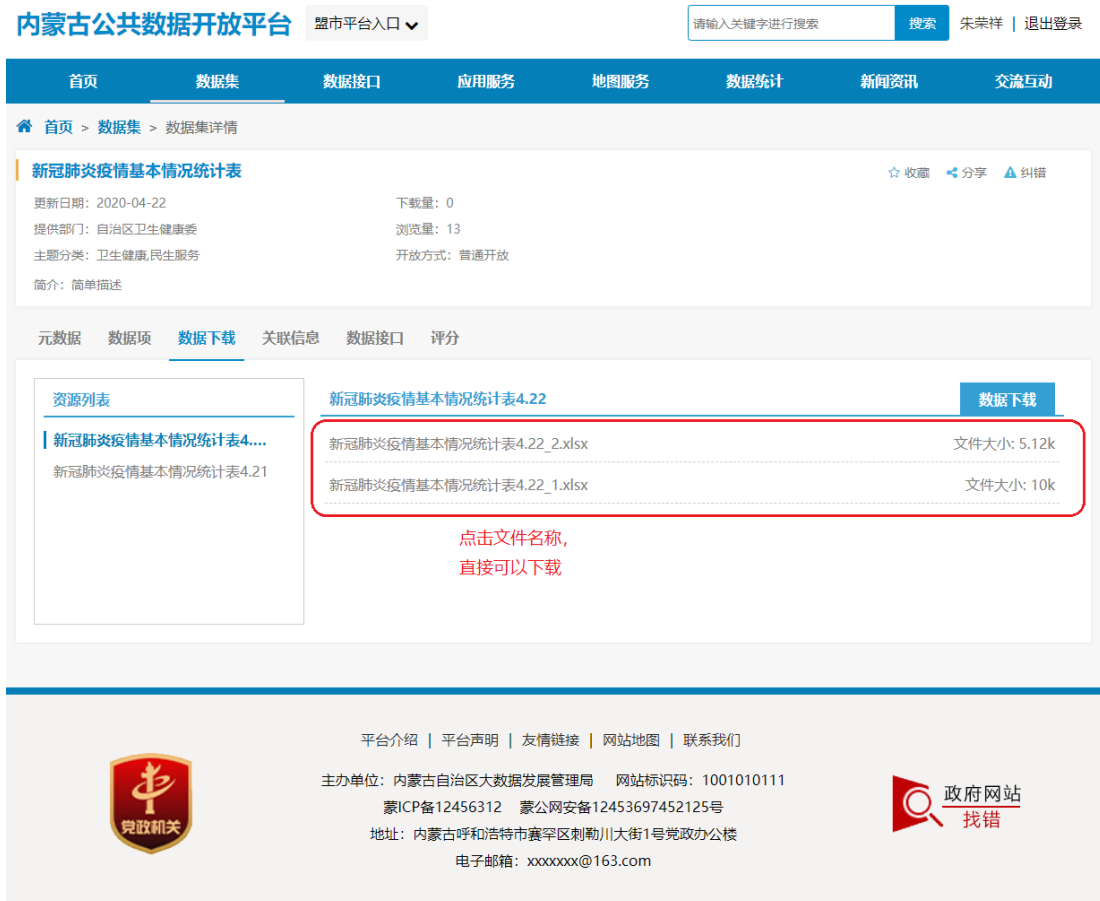 内蒙古公共数据开放平台 盟市平台入口 请输入关键字进行搜索 搜索 朱荣祥 | 退出登录
首页 数据集 数据接口 应用服务 地图服务 数据统计 新闻资讯 交流互动
首页 > 数据集 > 数据集详情
新冠肺炎疫情基本情况统计表 收藏 分享 纠错
更新日期：2020-04-22 下载量：0
提供部门：自治区卫生健康委 浏览量：13
主题分类：卫生健康,民生服务 开放方式：普通开放
简介：简单描述
元数据 数据项 数据下载 关联信息 数据接口 评分
资源列表
新冠肺炎疫情基本情况统计表4....
新冠肺炎疫情基本情况统计表4.21
新冠肺炎疫情基本情况统计表4.22 数据下载
新冠肺炎疫情基本情况统计表4.22_2.xlsx 文件大小: 5.12k
新冠肺炎疫情基本情况统计表4.22_1.xlsx 文件大小: 10k
点击文件名称，
直接可以下载
平台介绍 | 平台声明 | 友情链接 | 网站地图 | 联系我们
主办单位：内蒙古自治区大数据发展管理局 网站标识码：1001010111
蒙ICP备12456312 蒙公网安备12453697452125号
地址：内蒙古呼和浩特市赛罕区刺勒川大街1号党政办公楼
电子邮箱：xxxxxxx@163.com
党政机关
政府网站
找错